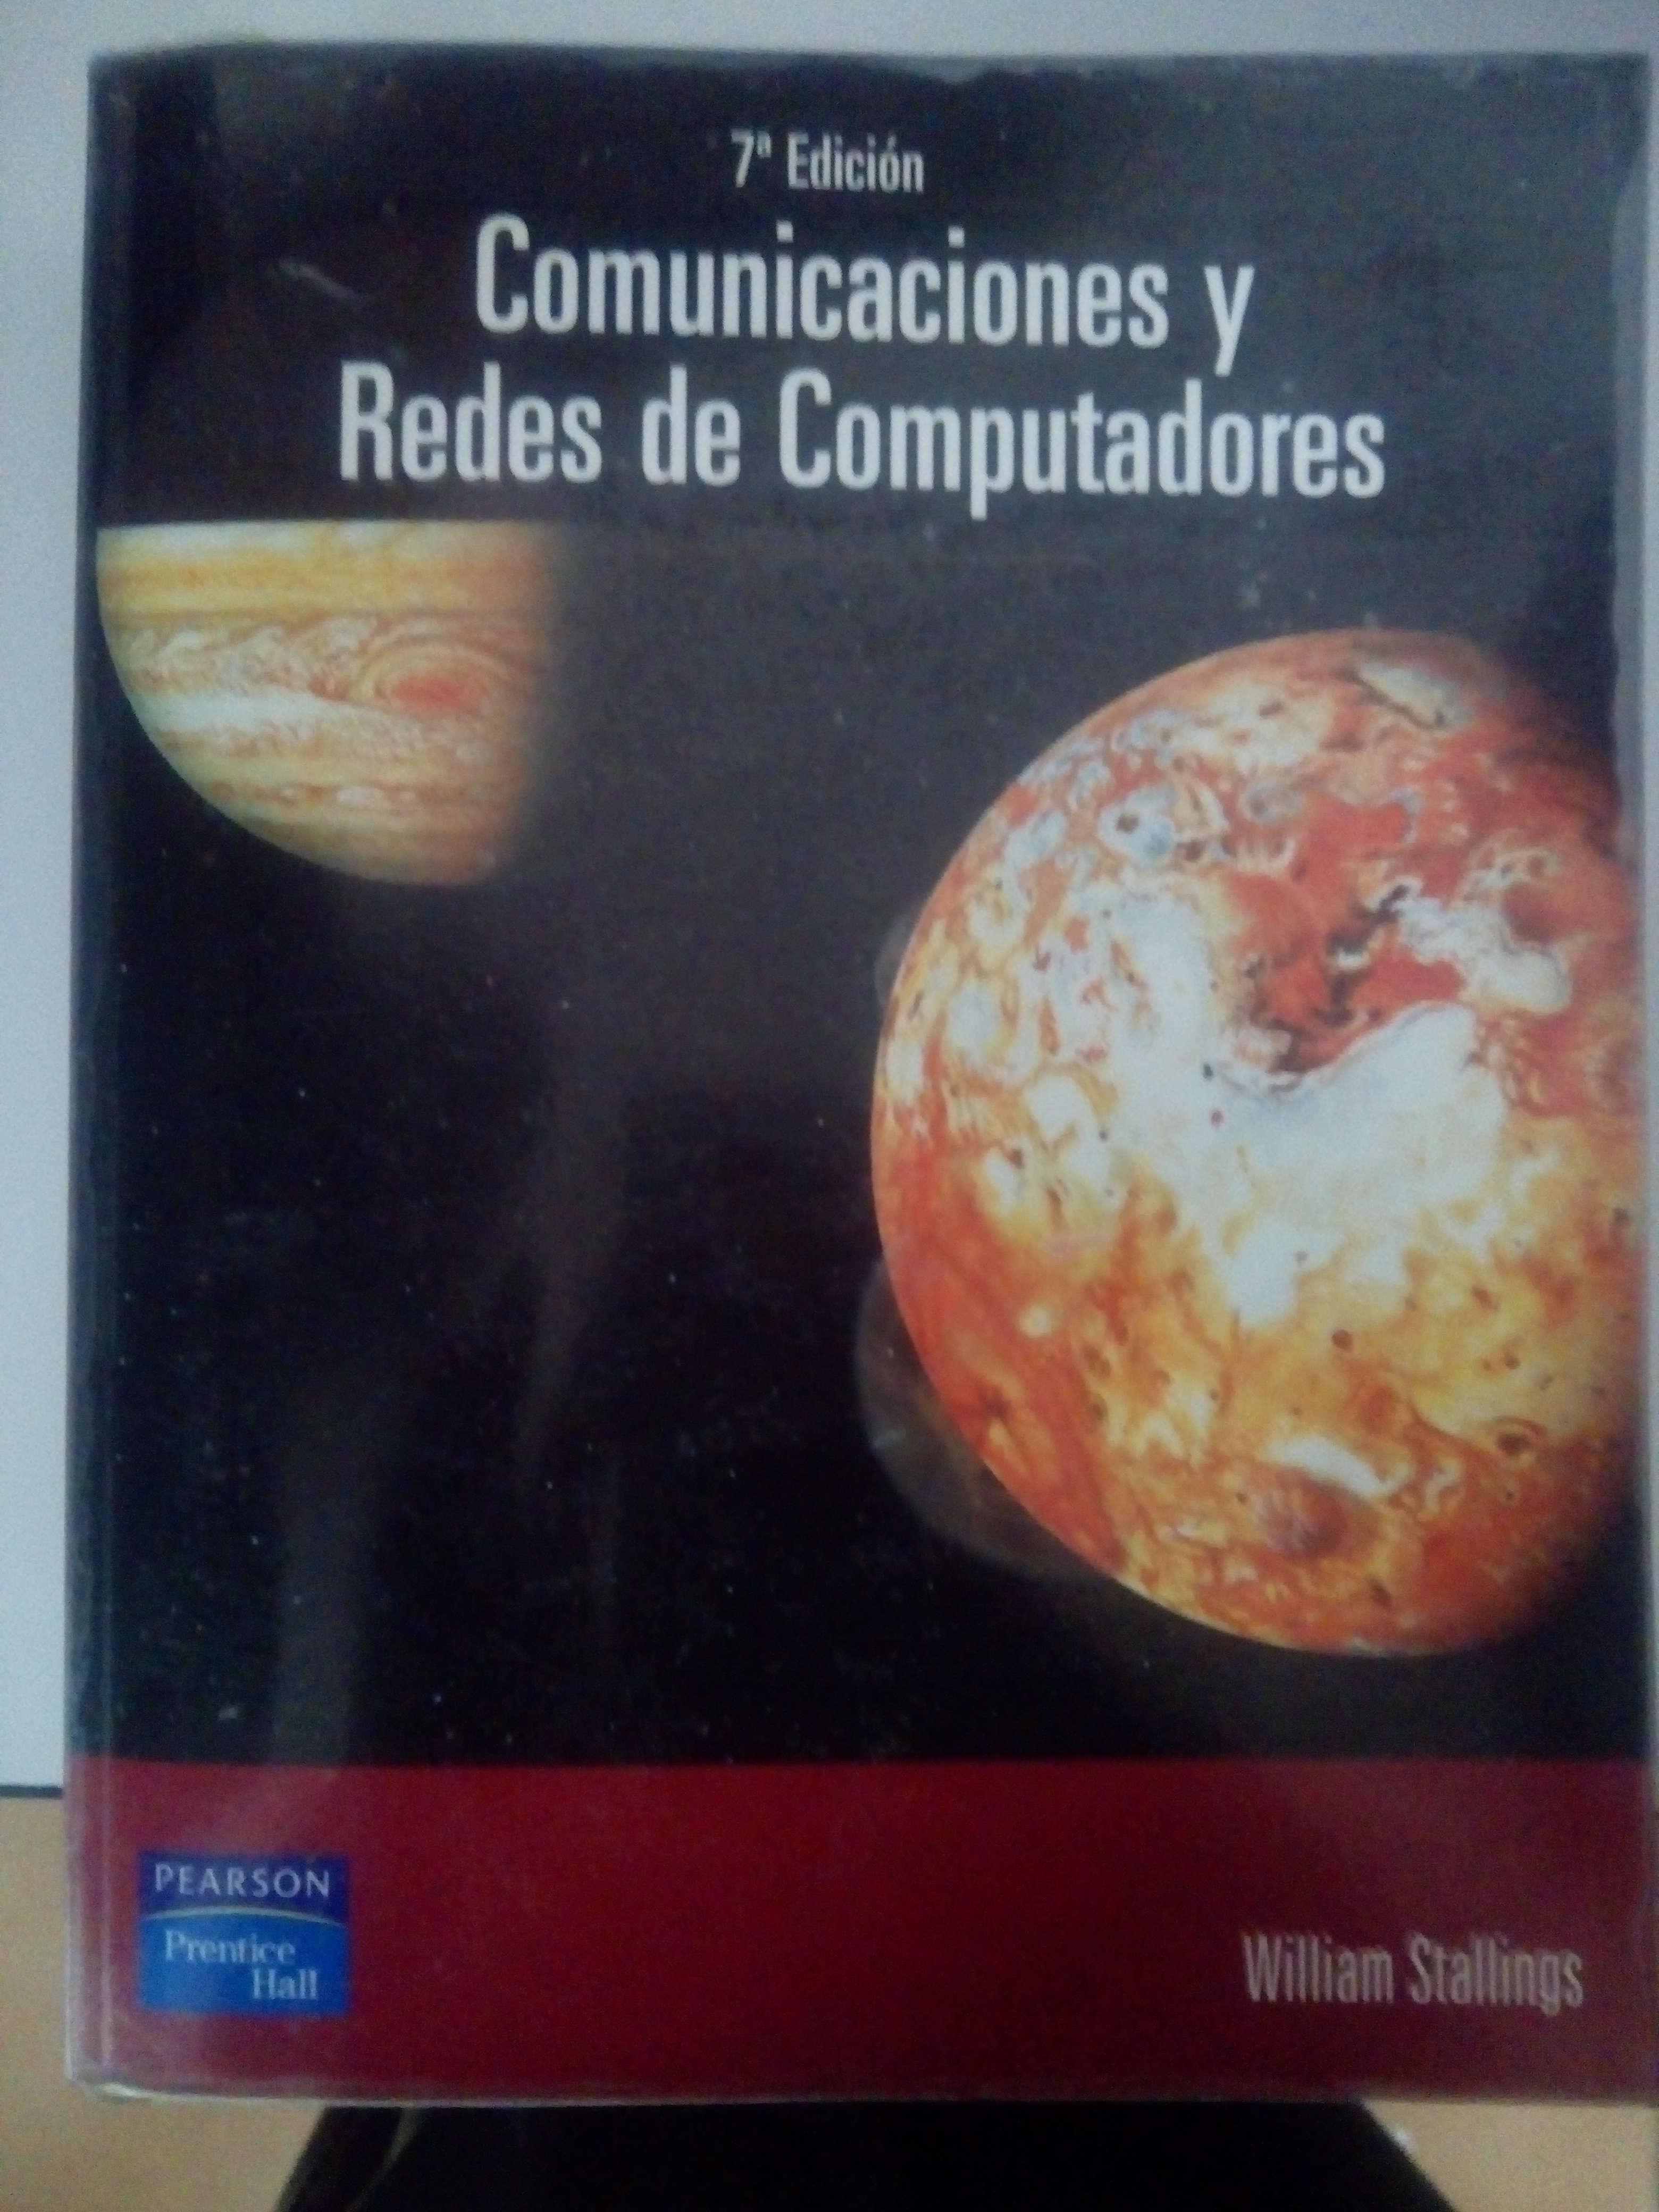 7ª Edición
Comunicaciones y
Redes de Computadores
PEARSON
Prentice
Hall
William Stallings